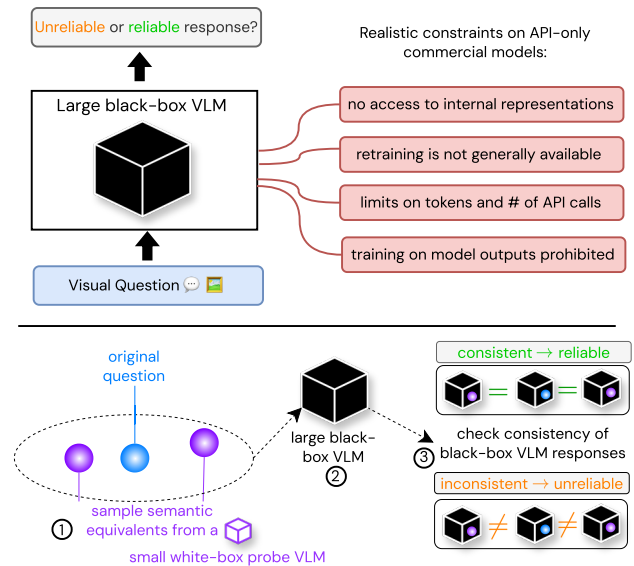 Unreliable or reliable response?
Large black-box VLM
Visual Question
Realistic constraints on API-only
commercial models:
no access to internal representations
retraining is not generally available
limits on tokens and # of API calls
training on model outputs prohibited
original
question
1
sample semantic
equivalents from a
small white-box probe VLM
large black-
box VLM
2
consistent → reliable
= =
3
check consistency of
black-box VLM responses
inconsistent → unreliable
≠ ≠